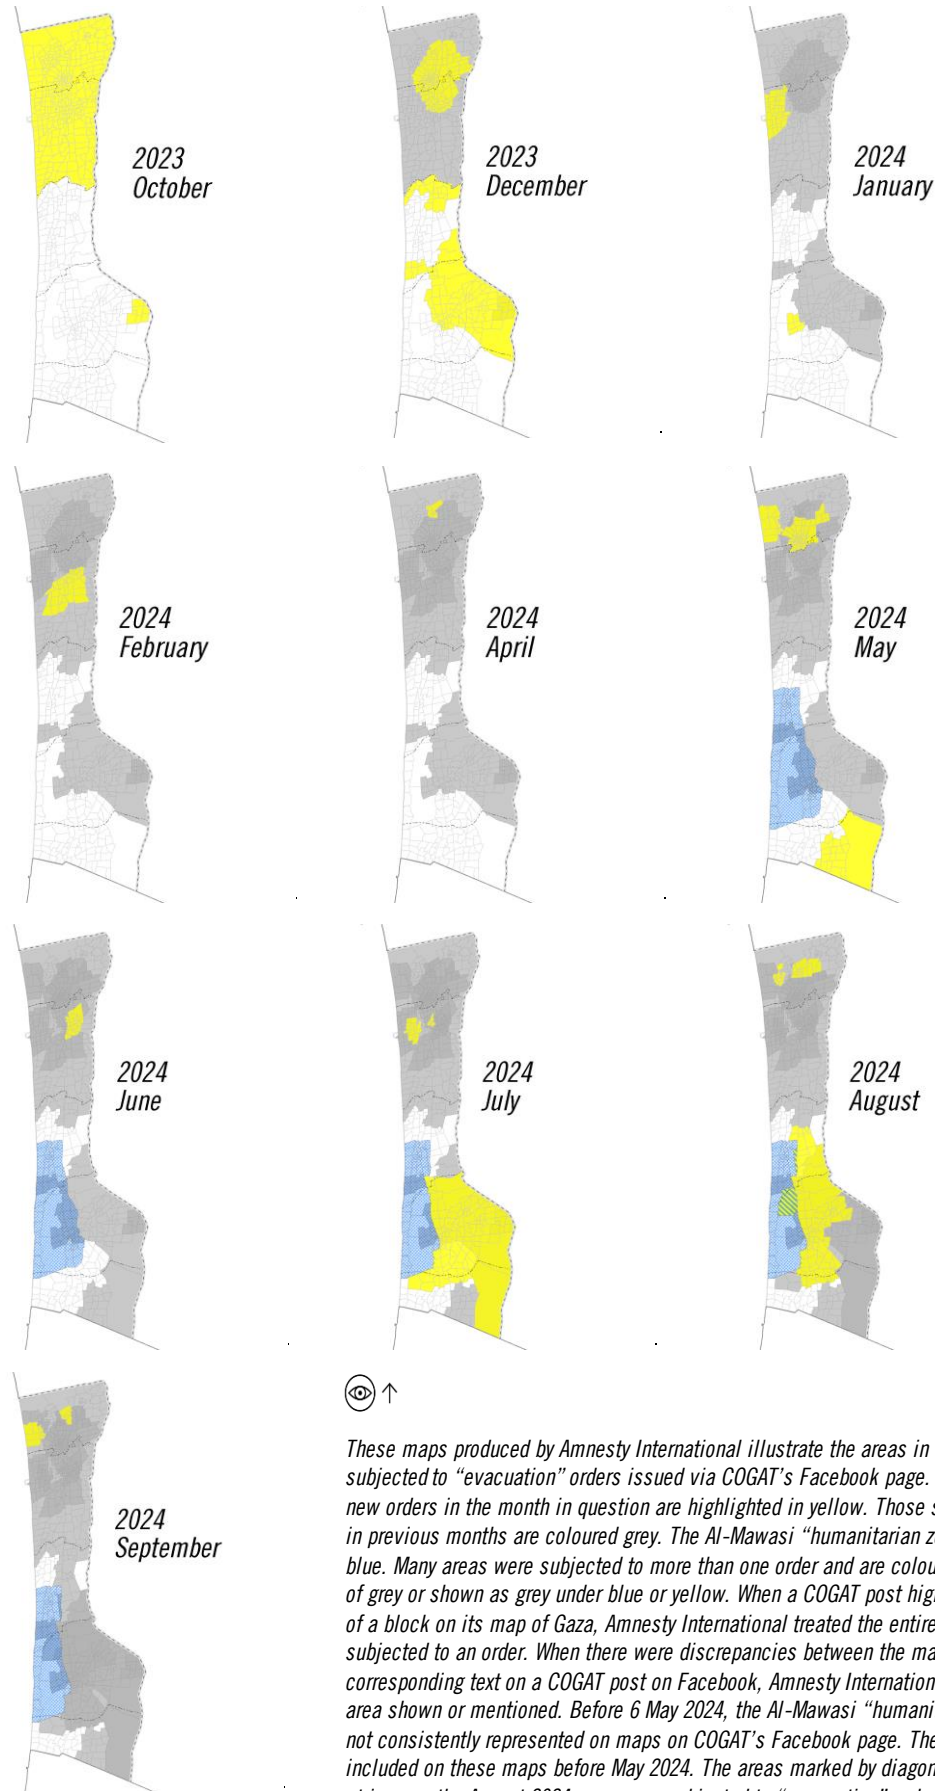 2023
October
2023
December
2024
January
2024
February
2024
April
2024
May
2024
June
2024
July
2024
August
2024
September
These maps produced by Amnesty International illustrate the areas in
subjected to “evacuation” orders issued via COGAT’s Facebook page.
new orders in the month in question are highlighted in yellow. Those s
in previous months are coloured grey. The Al-Mawasi “humanitarian z
blue. Many areas were subjected to more than one order and are colou
of grey or shown as grey under blue or yellow. When a COGAT post hig
of a block on its map of Gaza, Amnesty International treated the entire
subjected to an order. When there were discrepancies between the ma
corresponding text on a COGAT post on Facebook, Amnesty Internation
area shown or mentioned. Before 6 May 2024, the Al-Mawasi “humani
not consistently represented on maps on COGAT’s Facebook page. The
included on these maps before May 2024. The areas marked by diagon